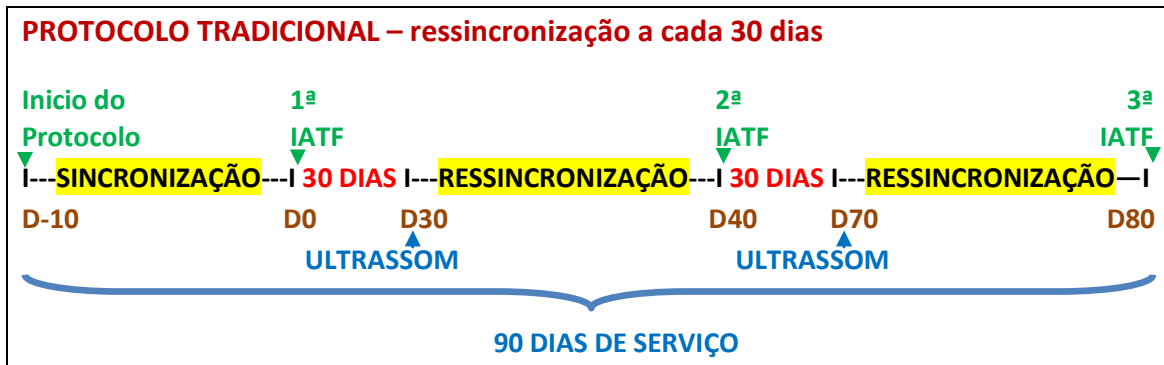 PROTOCOLO TRADICIONAL – ressincronização a cada 30 dias
Inicio do 1ª 2ª 3ª
Protocolo IATF IATF IATF
I---SINCRONIZAÇÃO---I 30 DIAS I---RESSINCRONIZAÇÃO---I 30 DIAS I---RESSINCRONIZAÇÃO—I
D-10 D0 D30 D40 D70 D80
ULTRASSOM ULTRASSOM
90 DIAS DE SERVIÇO